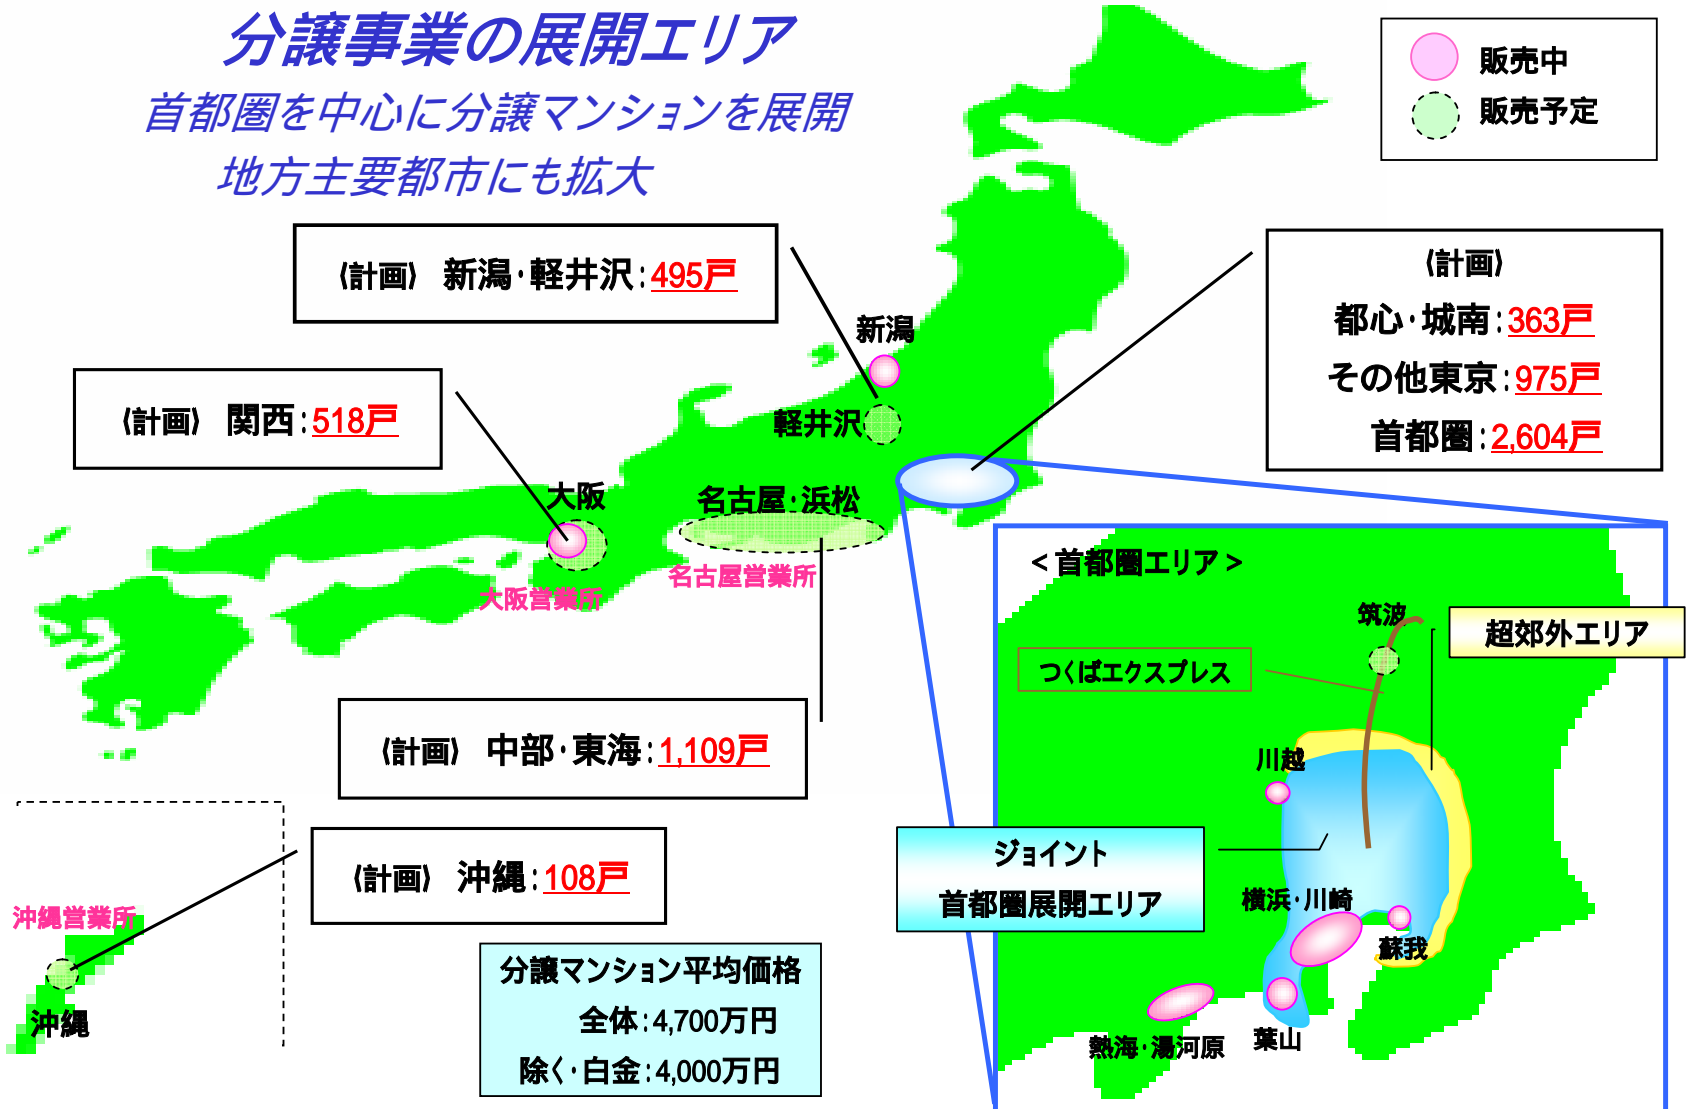 分譲事業の展開エリア
首都圏を中心に分譲マンションを展開
地方主要都市にも拡大
販売中
販売予定
(計画) 新潟・軽井沢:495戸
(計画)
都心・城南:363戸
その他東京:975戸
首都圏:2,604戸
新潟
(計画) 関西:518戸
軽井沢
大阪
名古屋・浜松
名古屋営業所
大阪営業所
<首都圏エリア>
筑波
超郊外エリア
つくばエクスプレス
(計画) 中部・東海:1,109戸
川越
(計画) 沖縄:108戸
ジョイント
首都圏展開エリア
横浜・川崎
蘇我
沖縄営業所
沖縄
分譲マンション平均価格
全体:4,700万円
除く・白金:4,000万円
熱海・湯河原
葉山